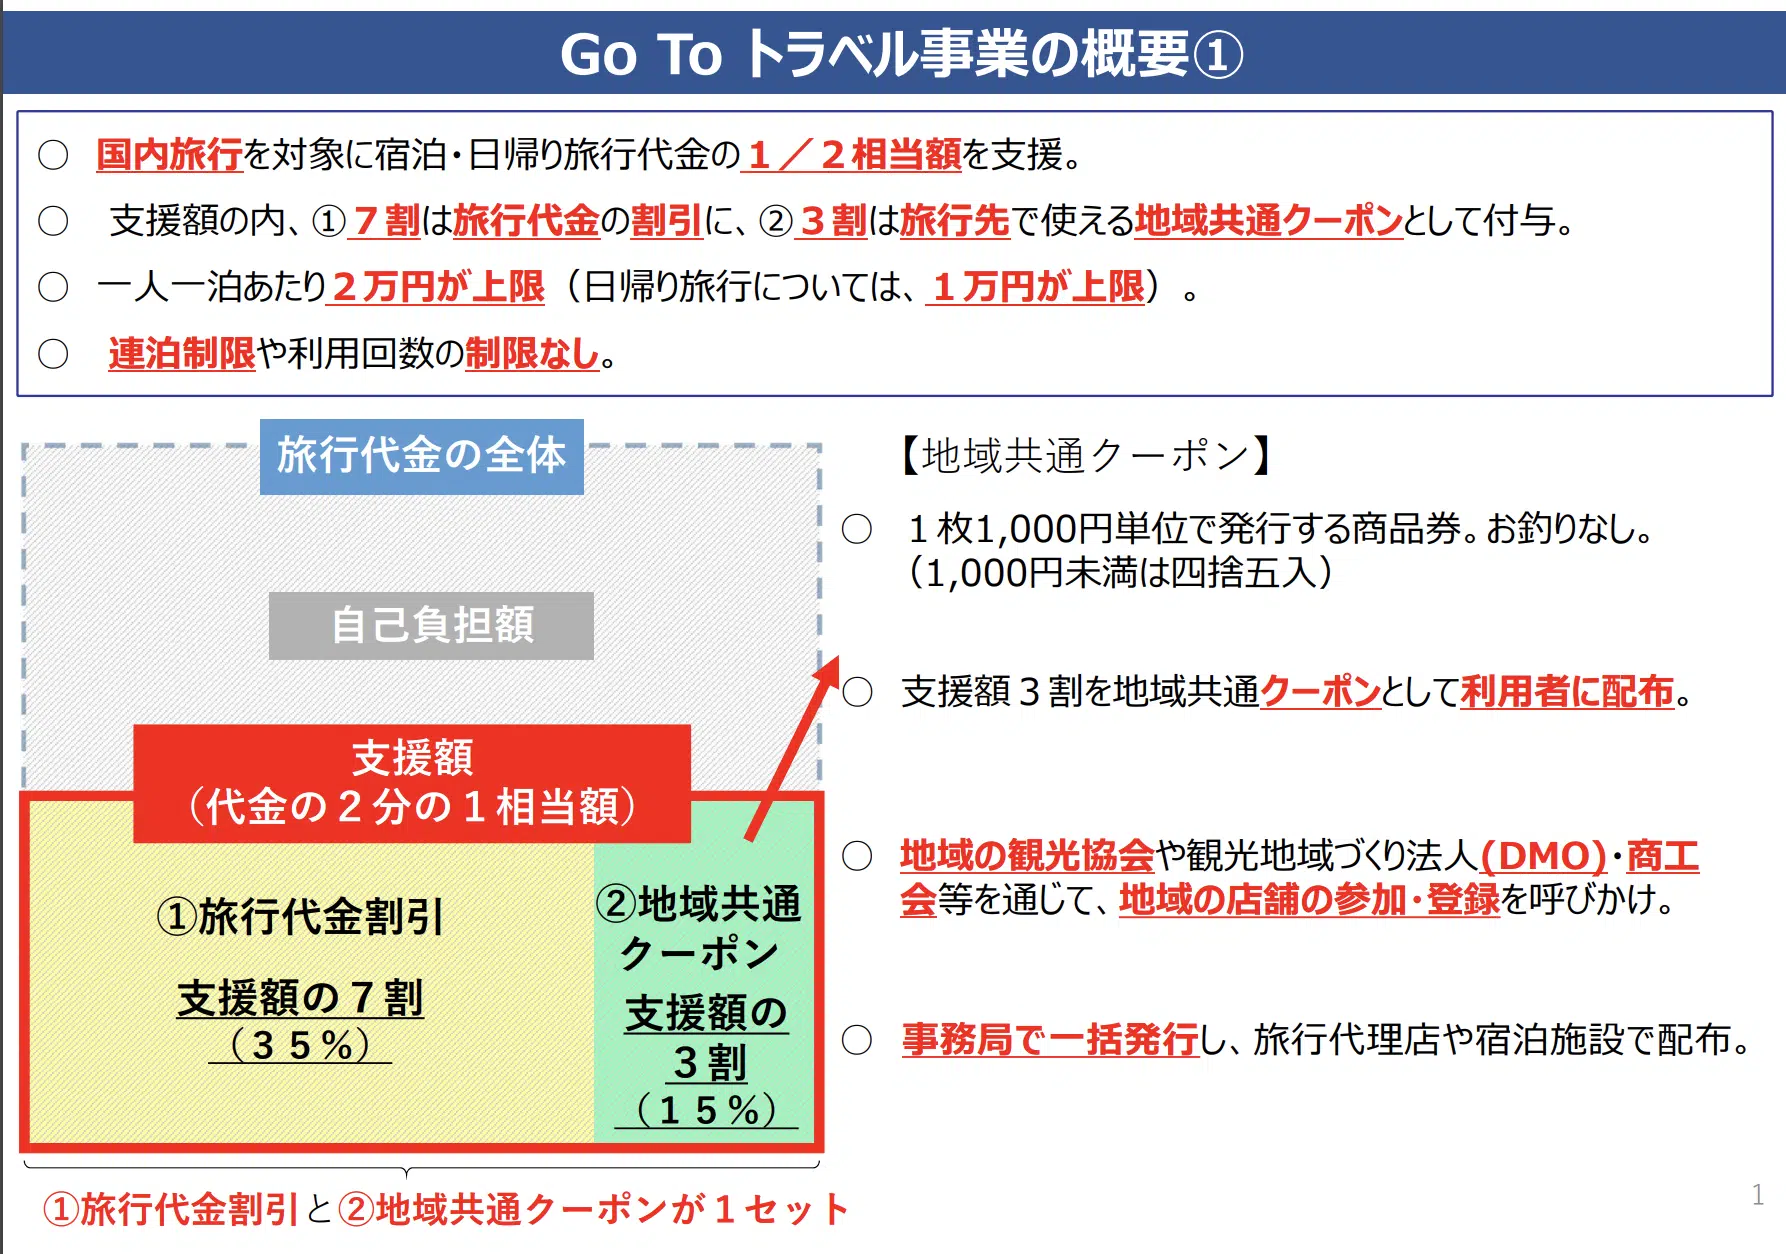 Go To トラベル事業の概要①
○ 国内旅行を対象に宿泊・日帰り旅行代金の１／２相当額を支援。
○ 支援額の内、①７割は旅行代金の割引に、②３割は旅行先で使える地域共通クーポンとして付与。
○ 一人一泊あたり２万円が上限（日帰り旅行については、１万円が上限）。
○ 連泊制限や利用回数の制限なし。
旅行代金の全体
自己負担額
支援額
（代金の２分の１相当額）
①旅行代金割引
支援額の７割
（３５％）
②地域共通
クーポン
支援額の
３割
（１５％）
①旅行代金割引と②地域共通クーポンが１セット
【地域共通クーポン】
○ １枚1,000円単位で発行する商品券。お釣りなし。
（1,000円未満は四捨五入）
○ 支援額３割を地域共通クーポンとして利用者に配布。
○ 地域の観光協会や観光地域づくり法人(DMO)・商工
会等を通じて、地域の店舗の参加・登録を呼びかけ。
○ 事務局で一括発行し、旅行代理店や宿泊施設で配布。
1